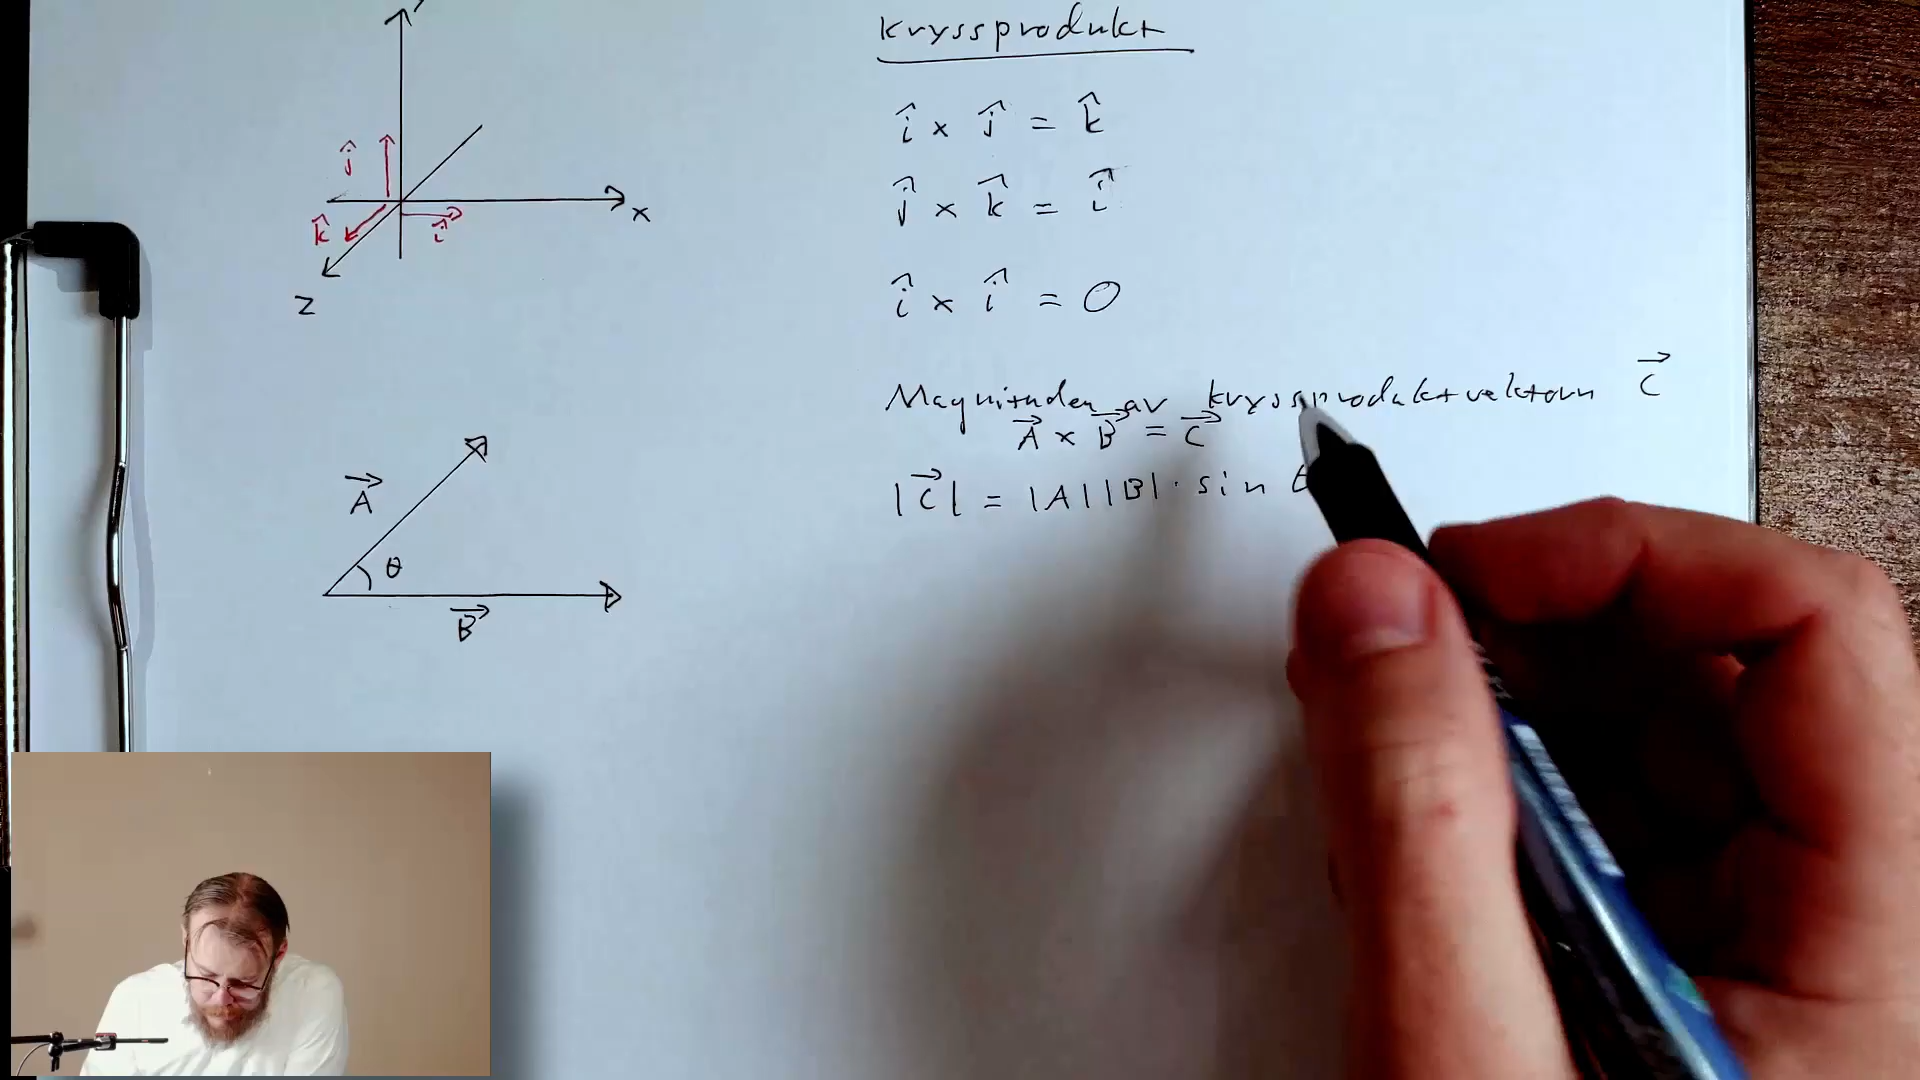 Kryssprodukt
î × ĵ = k̂
ĵ × k̂ = î
î × î = 0
Magnituden av kryssproduktvektorn C⃗
A⃗ × B⃗ = C⃗
|C⃗| = |A||B|· sin θ
ĵ
k̂
î
x
z
A⃗
θ
B⃗